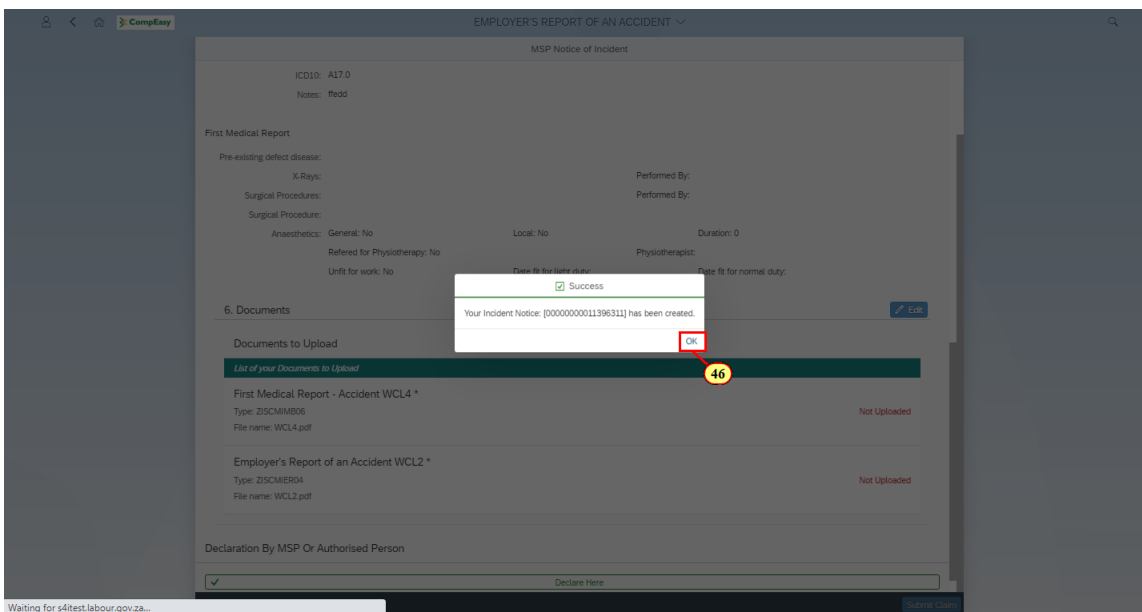 CompEasy
EMPLOYER'S REPORT OF AN ACCIDENT
MSP Notice of Incident
ICD10: A17.0
Notes: ffedd
First Medical Report
Pre-existing defect disease:
X-Rays: Performed By:
Surgical Procedures: Performed By:
Surgical Procedure:
Anaesthetics: General: No Local: No Duration: 0
Refered for Physiotherapy: No Physiotherapist:
Unfit for work: No Date fit for light duty: Date fit for normal duty:
Success
Your Incident Notice: [00000000011396311] has been created.
OK
46
6. Documents Edit
Documents to Upload
List of your Documents to Upload
First Medical Report - Accident WCL4 *
Type: ZISCMIMB06 Not Uploaded
File name: WCL4.pdf
Employer's Report of an Accident WCL2 *
Type: ZISCMIER04 Not Uploaded
File name: WCL2.pdf
Declaration By MSP Or Authorised Person
Declare Here
Submit Claim
Waiting for s4itest.labour.gov.za...